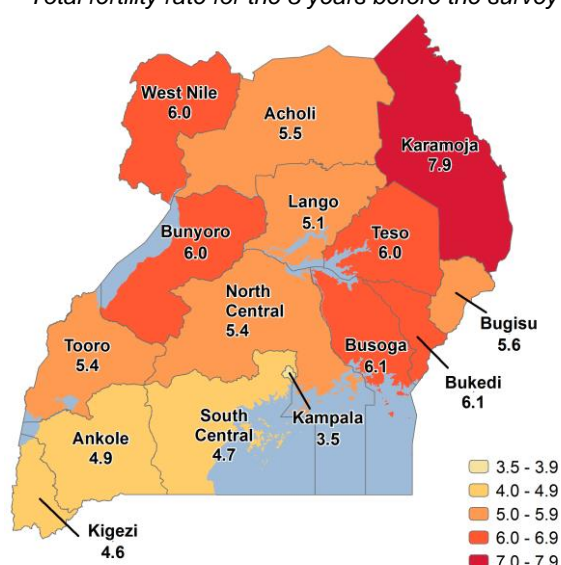 Total fertility rate for the 3 years before the survey
West Nile
6.0
Acholi
5.5
Karamoja
7.9
Lango
5.1
Bunyoro
6.0
Teso
6.0
North
Central
5.4
Bugisu
5.6
Tooro
5.4
Busoga
6.1
Bukedi
6.1
Kampala
3.5
South
Central
4.7
Ankole
4.9
Kigezi
4.6
3.5 - 3.9
4.0 - 4.9
5.0 - 5.9
6.0 - 6.9
7.0 - 7.9